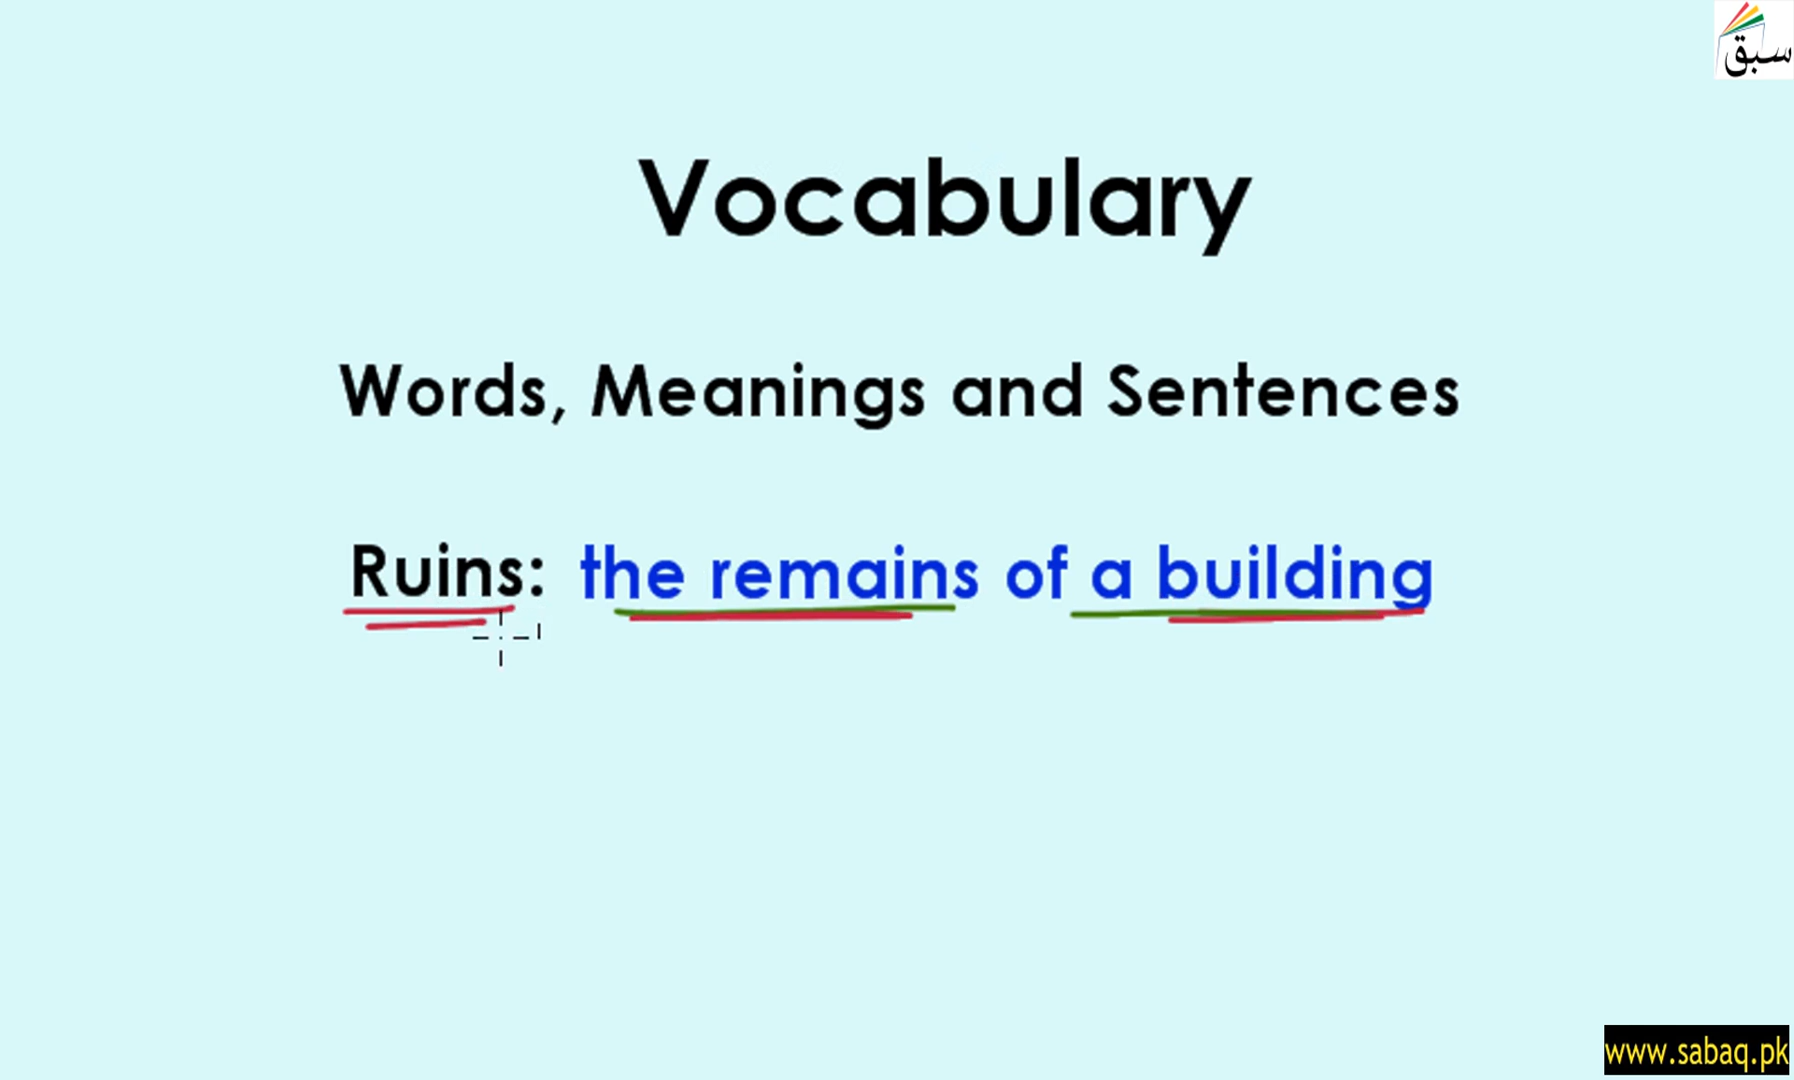 سبق
Vocabulary
Words, Meanings and Sentences
Ruins: the remains of a building
www.sabaq.pk